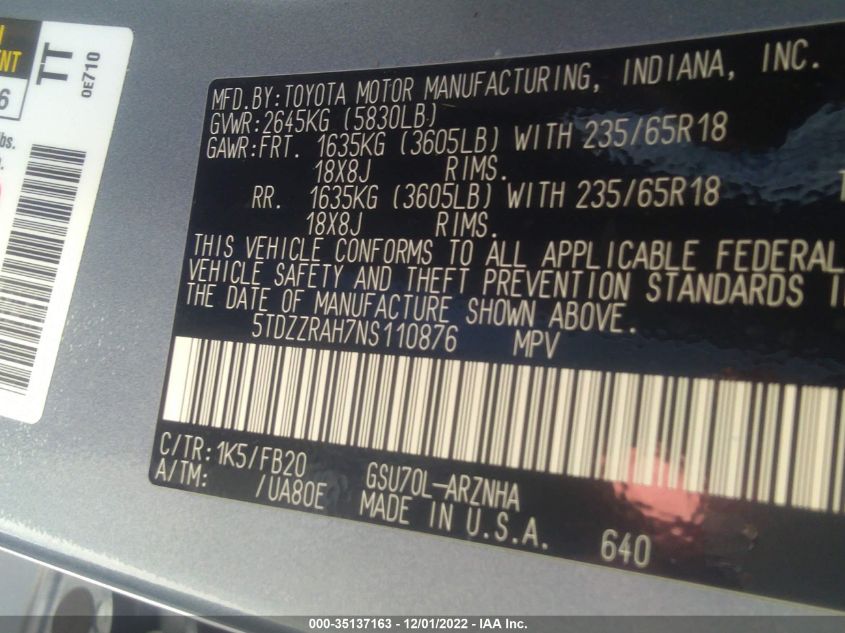 ENT
TT
0E710
6
lbs.
MFD.BY:TOYOTA MOTOR MANUFACTURING, INDIANA, INC.
GVWR:2645KG (5830LB)
GAWR:FRT. 1635KG (3605LB) WITH 235/65R18
18X8J RIMS.
RR. 1635KG (3605LB) WITH 235/65R18
18X8J RIMS.
THIS VEHICLE CONFORMS TO ALL APPLICABLE FEDERAL
VEHICLE SAFETY AND THEFT PREVENTION STANDARDS I
THE DATE OF MANUFACTURE SHOWN ABOVE.
5TDZZRAH7NS110876 MPV
C/TR:1K5/FB20 GSU70L-ARZNHA
A/TM: /UA80E MADE IN U.S.A. 640
000-35137163 - 12/01/2022 - IAA Inc.